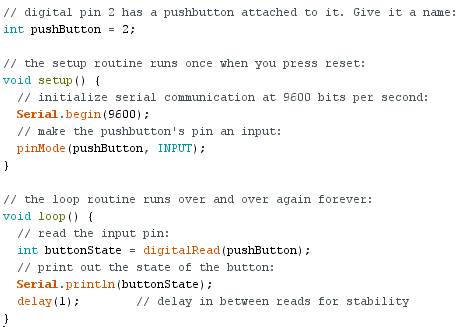 // digital pin 2 has a pushbutton attached to it. Give it a name:
int pushButton = 2;

// the setup routine runs once when you press reset:
void setup() {
  // initialize serial communication at 9600 bits per second:
  Serial.begin(9600);
  // make the pushbutton's pin an input:
  pinMode(pushButton, INPUT);
}

// the loop routine runs over and over again forever:
void loop() {
  // read the input pin:
  int buttonState = digitalRead(pushButton);
  // print out the state of the button:
  Serial.println(buttonState);
  delay(1);        // delay in between reads for stability
}